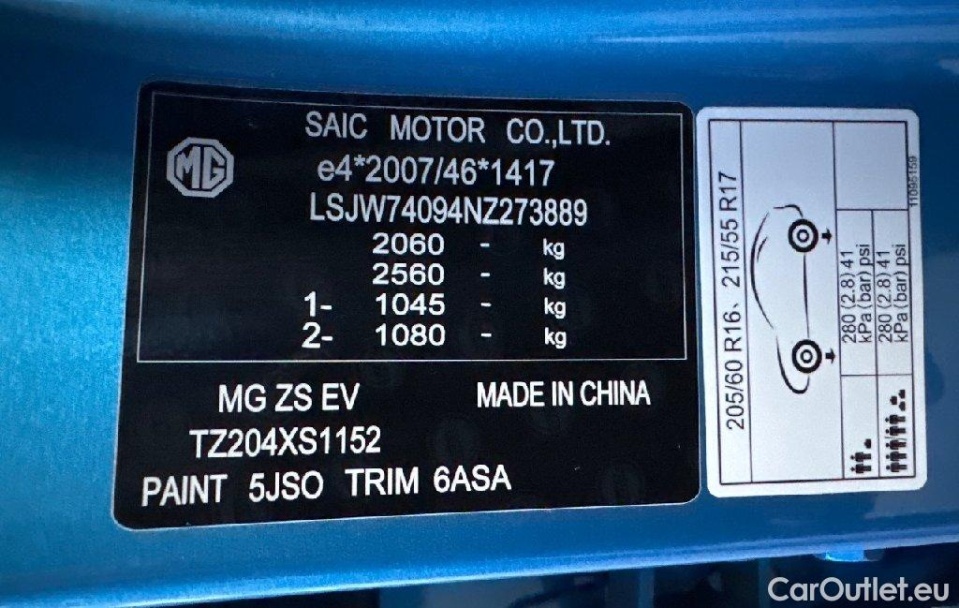 MG
SAIC MOTOR CO.,LTD.
e4*2007/46*1417
LSJW74094NZ273889
2060 - kg
2560 - kg
1- 1045 - kg
2- 1080 - kg
MG ZS EV
MADE IN CHINA
TZ204XS1152
PAINT 5JSO TRIM 6ASA
205/60 R16、215/55 R17
280 (2.8) 41
kPa (bar) psi
280 (2.8) 41
kPa (bar) psi
11095159
CarOutlet.eu